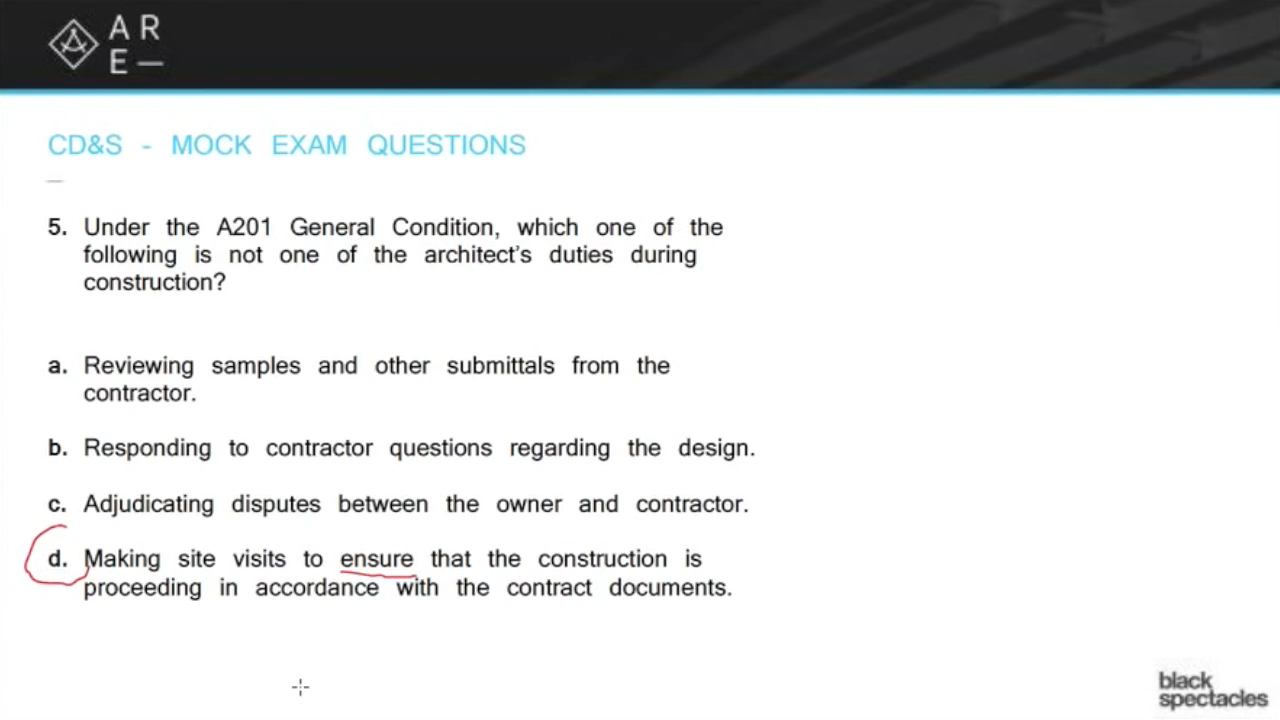 A R
E —
CD&S - MOCK EXAM QUESTIONS
5. Under the A201 General Condition, which one of the
following is not one of the architect's duties during
construction?
a. Reviewing samples and other submittals from the
contractor.
b. Responding to contractor questions regarding the design.
c. Adjudicating disputes between the owner and contractor.
d. Making site visits to ensure that the construction is
proceeding in accordance with the contract documents.
black
spectacles